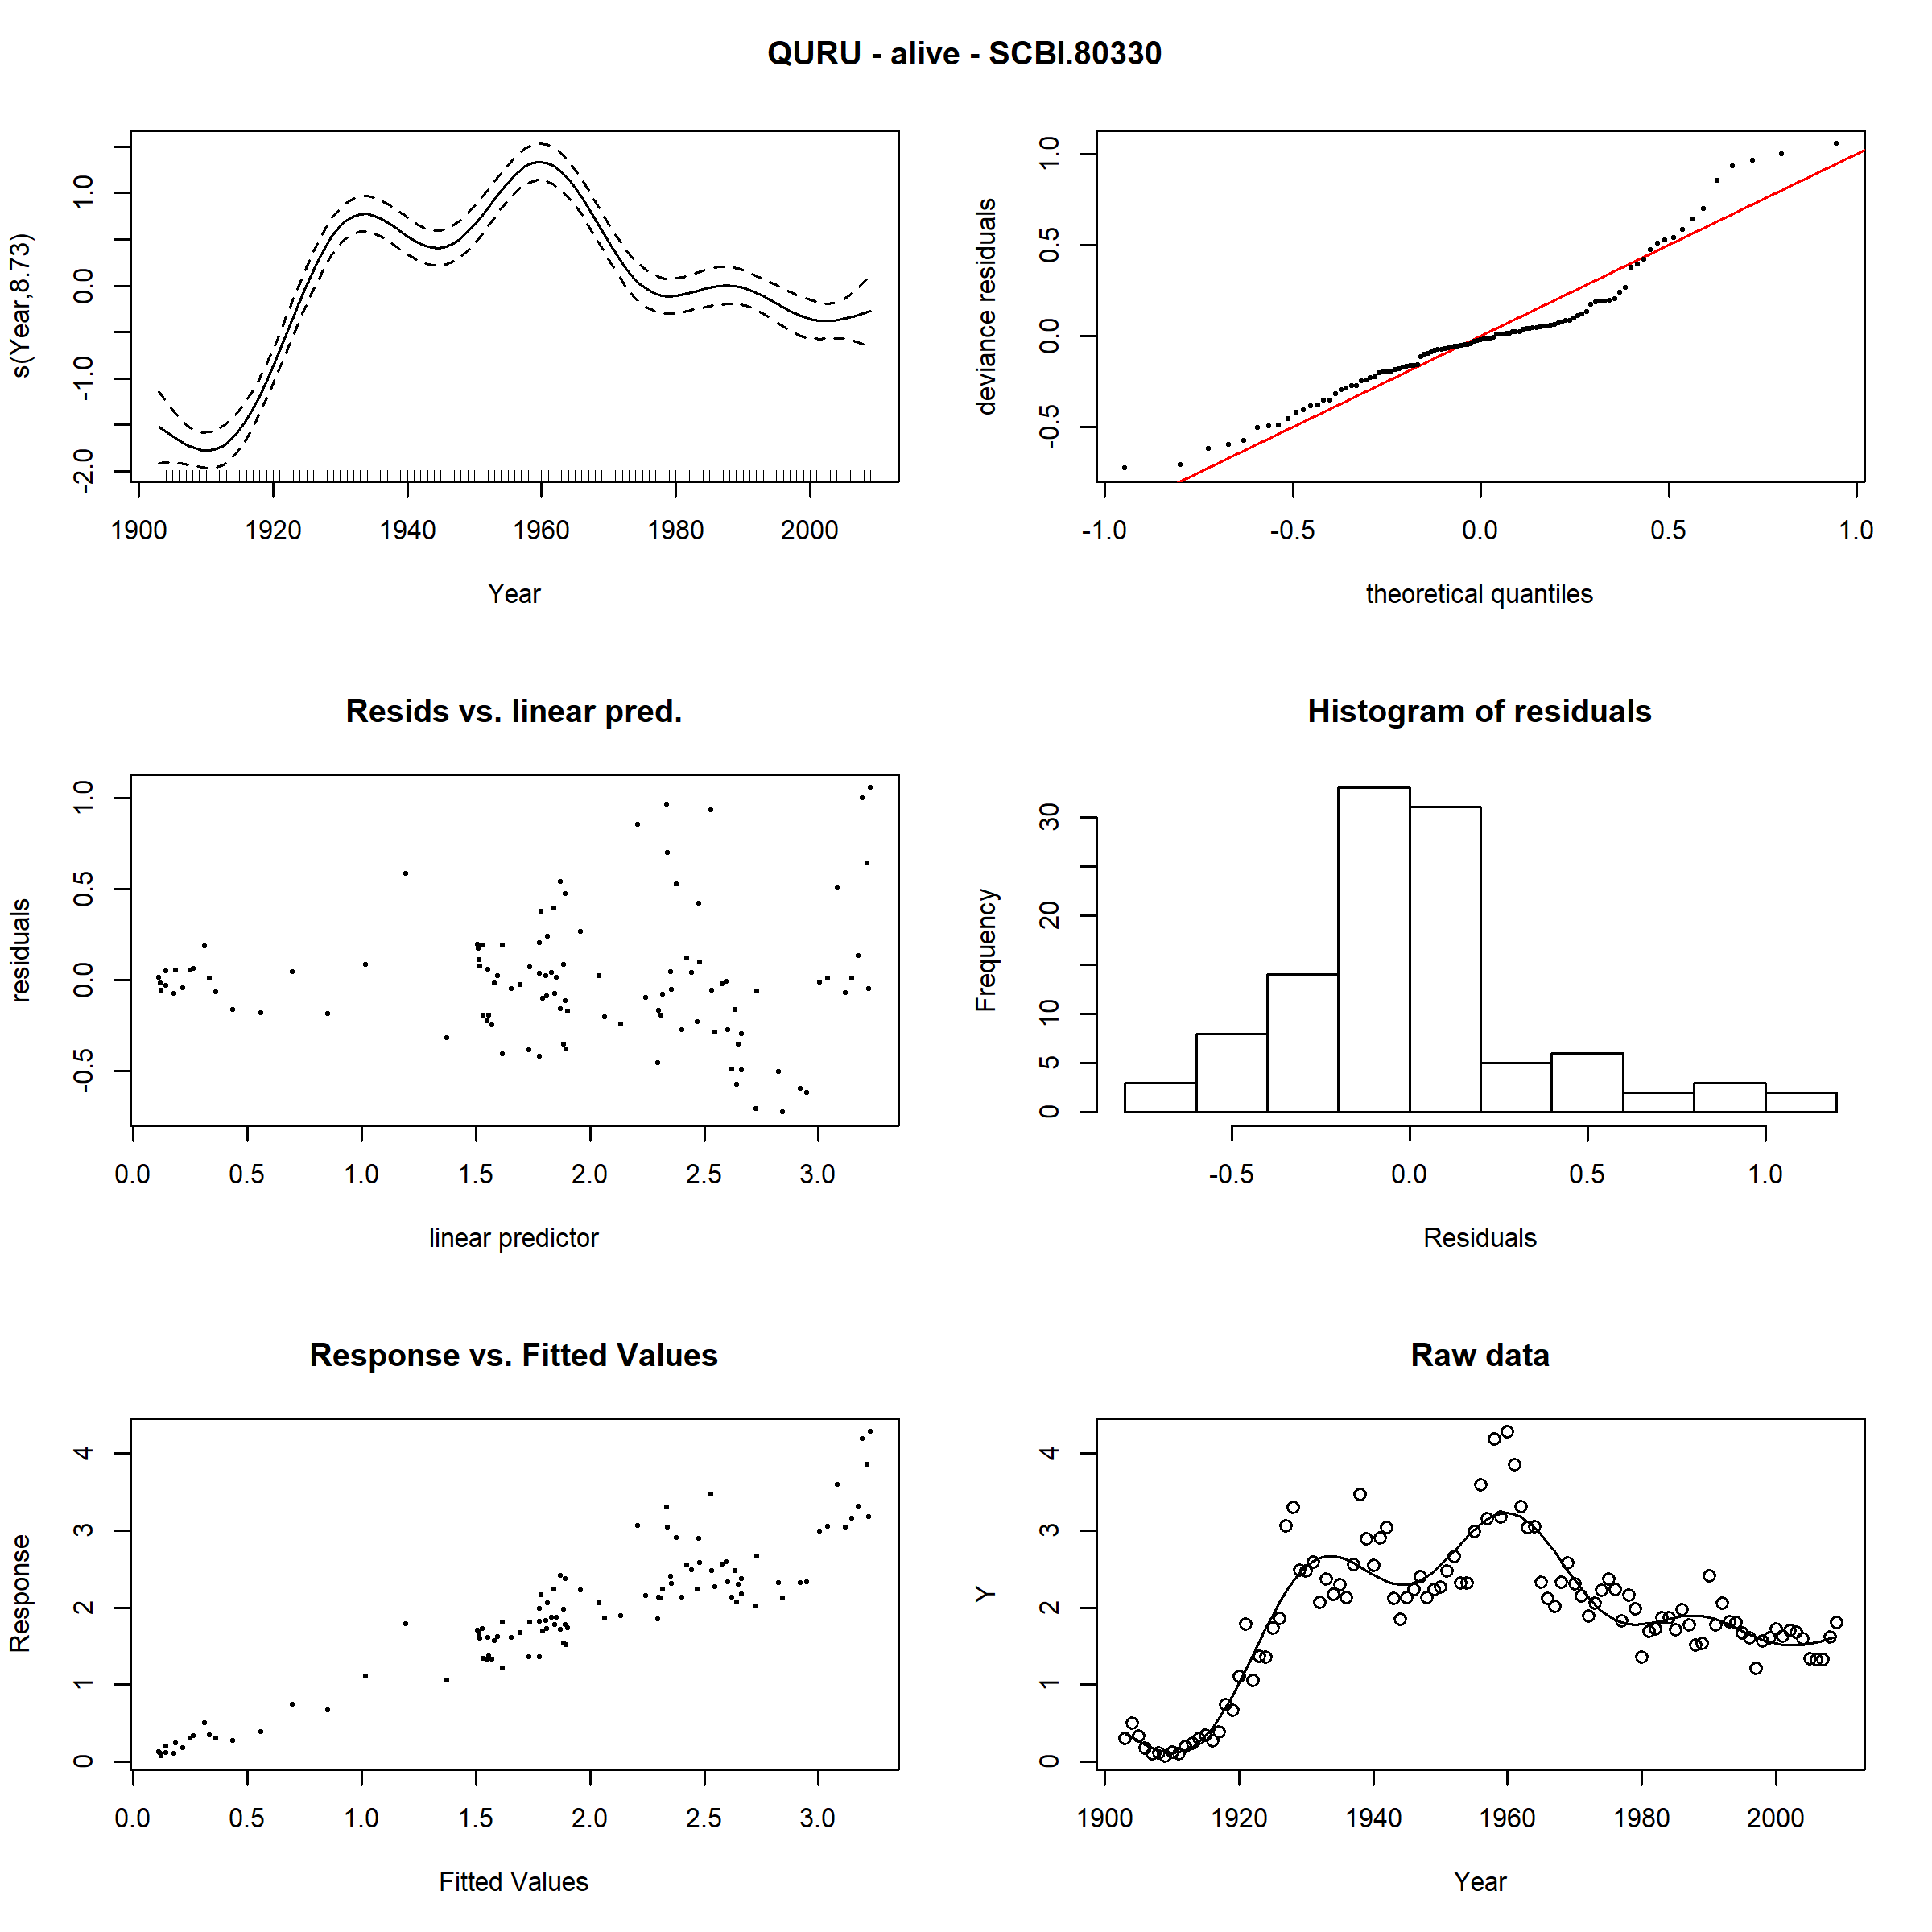 QURU - alive - SCBI.80330
s(Year,8.73)
-2.0 -1.0 0.0 1.0
1900 1920 1940 1960 1980 2000
Year
deviance residuals
-0.5 0.0 0.5 1.0
-1.0 -0.5 0.0 0.5 1.0
theoretical quantiles
Resids vs. linear pred.
residuals
-0.5 0.0 0.5 1.0
0.0 0.5 1.0 1.5 2.0 2.5 3.0
linear predictor
Histogram of residuals
Frequency
0 5 10 20 30
-0.5 0.0 0.5 1.0
Residuals
Response vs. Fitted Values
Response
0 1 2 3 4
0.0 0.5 1.0 1.5 2.0 2.5 3.0
Fitted Values
Raw data
Y
0 1 2 3 4
1900 1920 1940 1960 1980 2000
Year